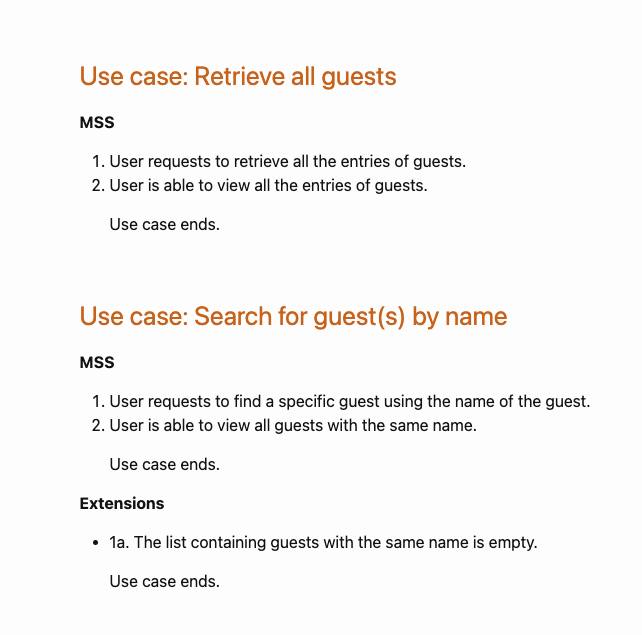 Use case: Retrieve all guests
MSS
1. User requests to retrieve all the entries of guests.
2. User is able to view all the entries of guests.
Use case ends.
Use case: Search for guest(s) by name
MSS
1. User requests to find a specific guest using the name of the guest.
2. User is able to view all guests with the same name.
Use case ends.
Extensions
• 1a. The list containing guests with the same name is empty.
Use case ends.